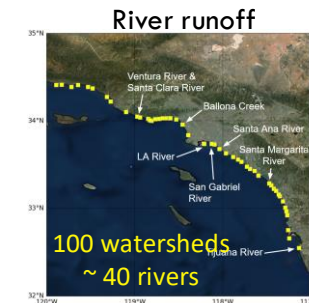 River runoff
35°N
Ventura River &
Santa Clara River
34°N
Ballona Creek
Santa Ana River
LA River
Santa Margarita
River
San Gabriel
River
33°N
100 watersheds
~ 40 rivers
Tijuana River
32°N
120°W
119°W
118°W